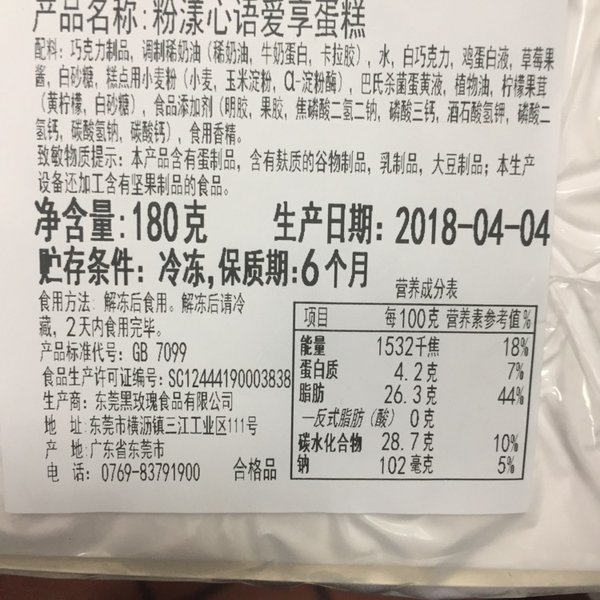 产品名称:粉漾心语爱享蛋糕
配料: 巧克力制品, 调制稀奶油 (稀奶油, 牛奶蛋白, 卡拉胶), 水, 白巧克力, 鸡蛋白液, 草莓果
酱, 白砂糖, 糕点用小麦粉 (小麦, 玉米淀粉, α-淀粉酶), 巴氏杀菌蛋黄液, 植物油, 柠檬果茸
(黄柠檬, 白砂糖), 食品添加剂 (明胶, 果胶, 焦磷酸二氢二钠, 磷酸三钙, 酒石酸氢钾, 磷酸二
氢钙, 碳酸氢钠, 碳酸钙), 食用香精。
致敏物质提示: 本产品含有蛋制品, 含有麸质的谷物制品, 乳制品, 大豆制品; 本生产
设备还加工含有坚果制品的食品。
净含量:180克 生产日期: 2018-04-04
贮存条件: 冷冻,保质期:6个月
食用方法: 解冻后食用。解冻后请冷
藏, 2天内食用完毕。
产品标准代号: GB 7099
食品生产许可证编号:SC12444190003838
生产商: 东莞黑玫瑰食品有限公司
地 址:东莞市横沥镇三江工业区111号
产 地:广东省东莞市
电 话: 0769-83791900 合格品
营养成分表
项目 每100克 营养素参考值%
能量 1532千焦 18%
蛋白质 4.2克 7%
脂肪 26.3克 44%
—反式脂肪(酸) 0克
碳水化合物 28.7克 10%
钠 102毫克 5%